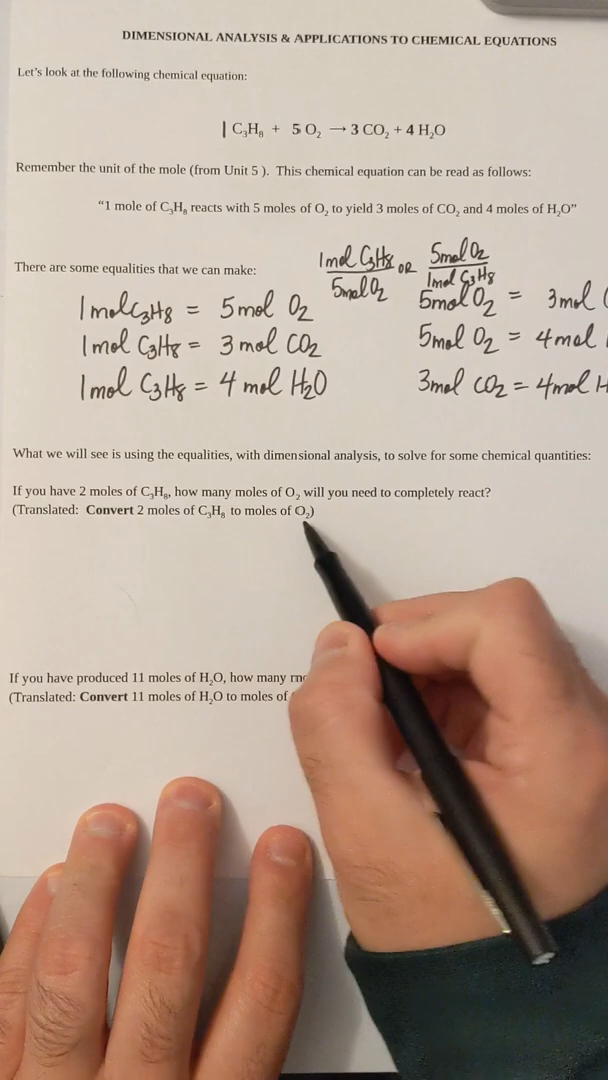 DIMENSIONAL ANALYSIS & APPLICATIONS TO CHEMICAL EQUATIONS
Let's look at the following chemical equation:
1 C₃H₈ + 5 O₂ → 3 CO₂ + 4 H₂O
Remember the unit of the mole (from Unit 5 ). This chemical equation can be read as follows:
“1 mole of C₃H₈ reacts with 5 moles of O₂ to yield 3 moles of CO₂ and 4 moles of H₂O”
There are some equalities that we can make:
1mol C₃H₈ / 5mol O₂ OR 5mol O₂ / 1mol C₃H₈
1molC₃H₈ = 5mol O₂
1mol C₃H₈ = 3 mol CO₂
1mol C₃H₈ = 4 mol H₂O
5mol O₂ = 3mol
5mol O₂ = 4mol
3mol CO₂ = 4mol H
What we will see is using the equalities, with dimensional analysis, to solve for some chemical quantities:
If you have 2 moles of C₃H₈, how many moles of O₂ will you need to completely react?
(Translated: Convert 2 moles of C₃H₈ to moles of O₂)
If you have produced 11 moles of H₂O, how many
(Translated: Convert 11 moles of H₂O to moles of